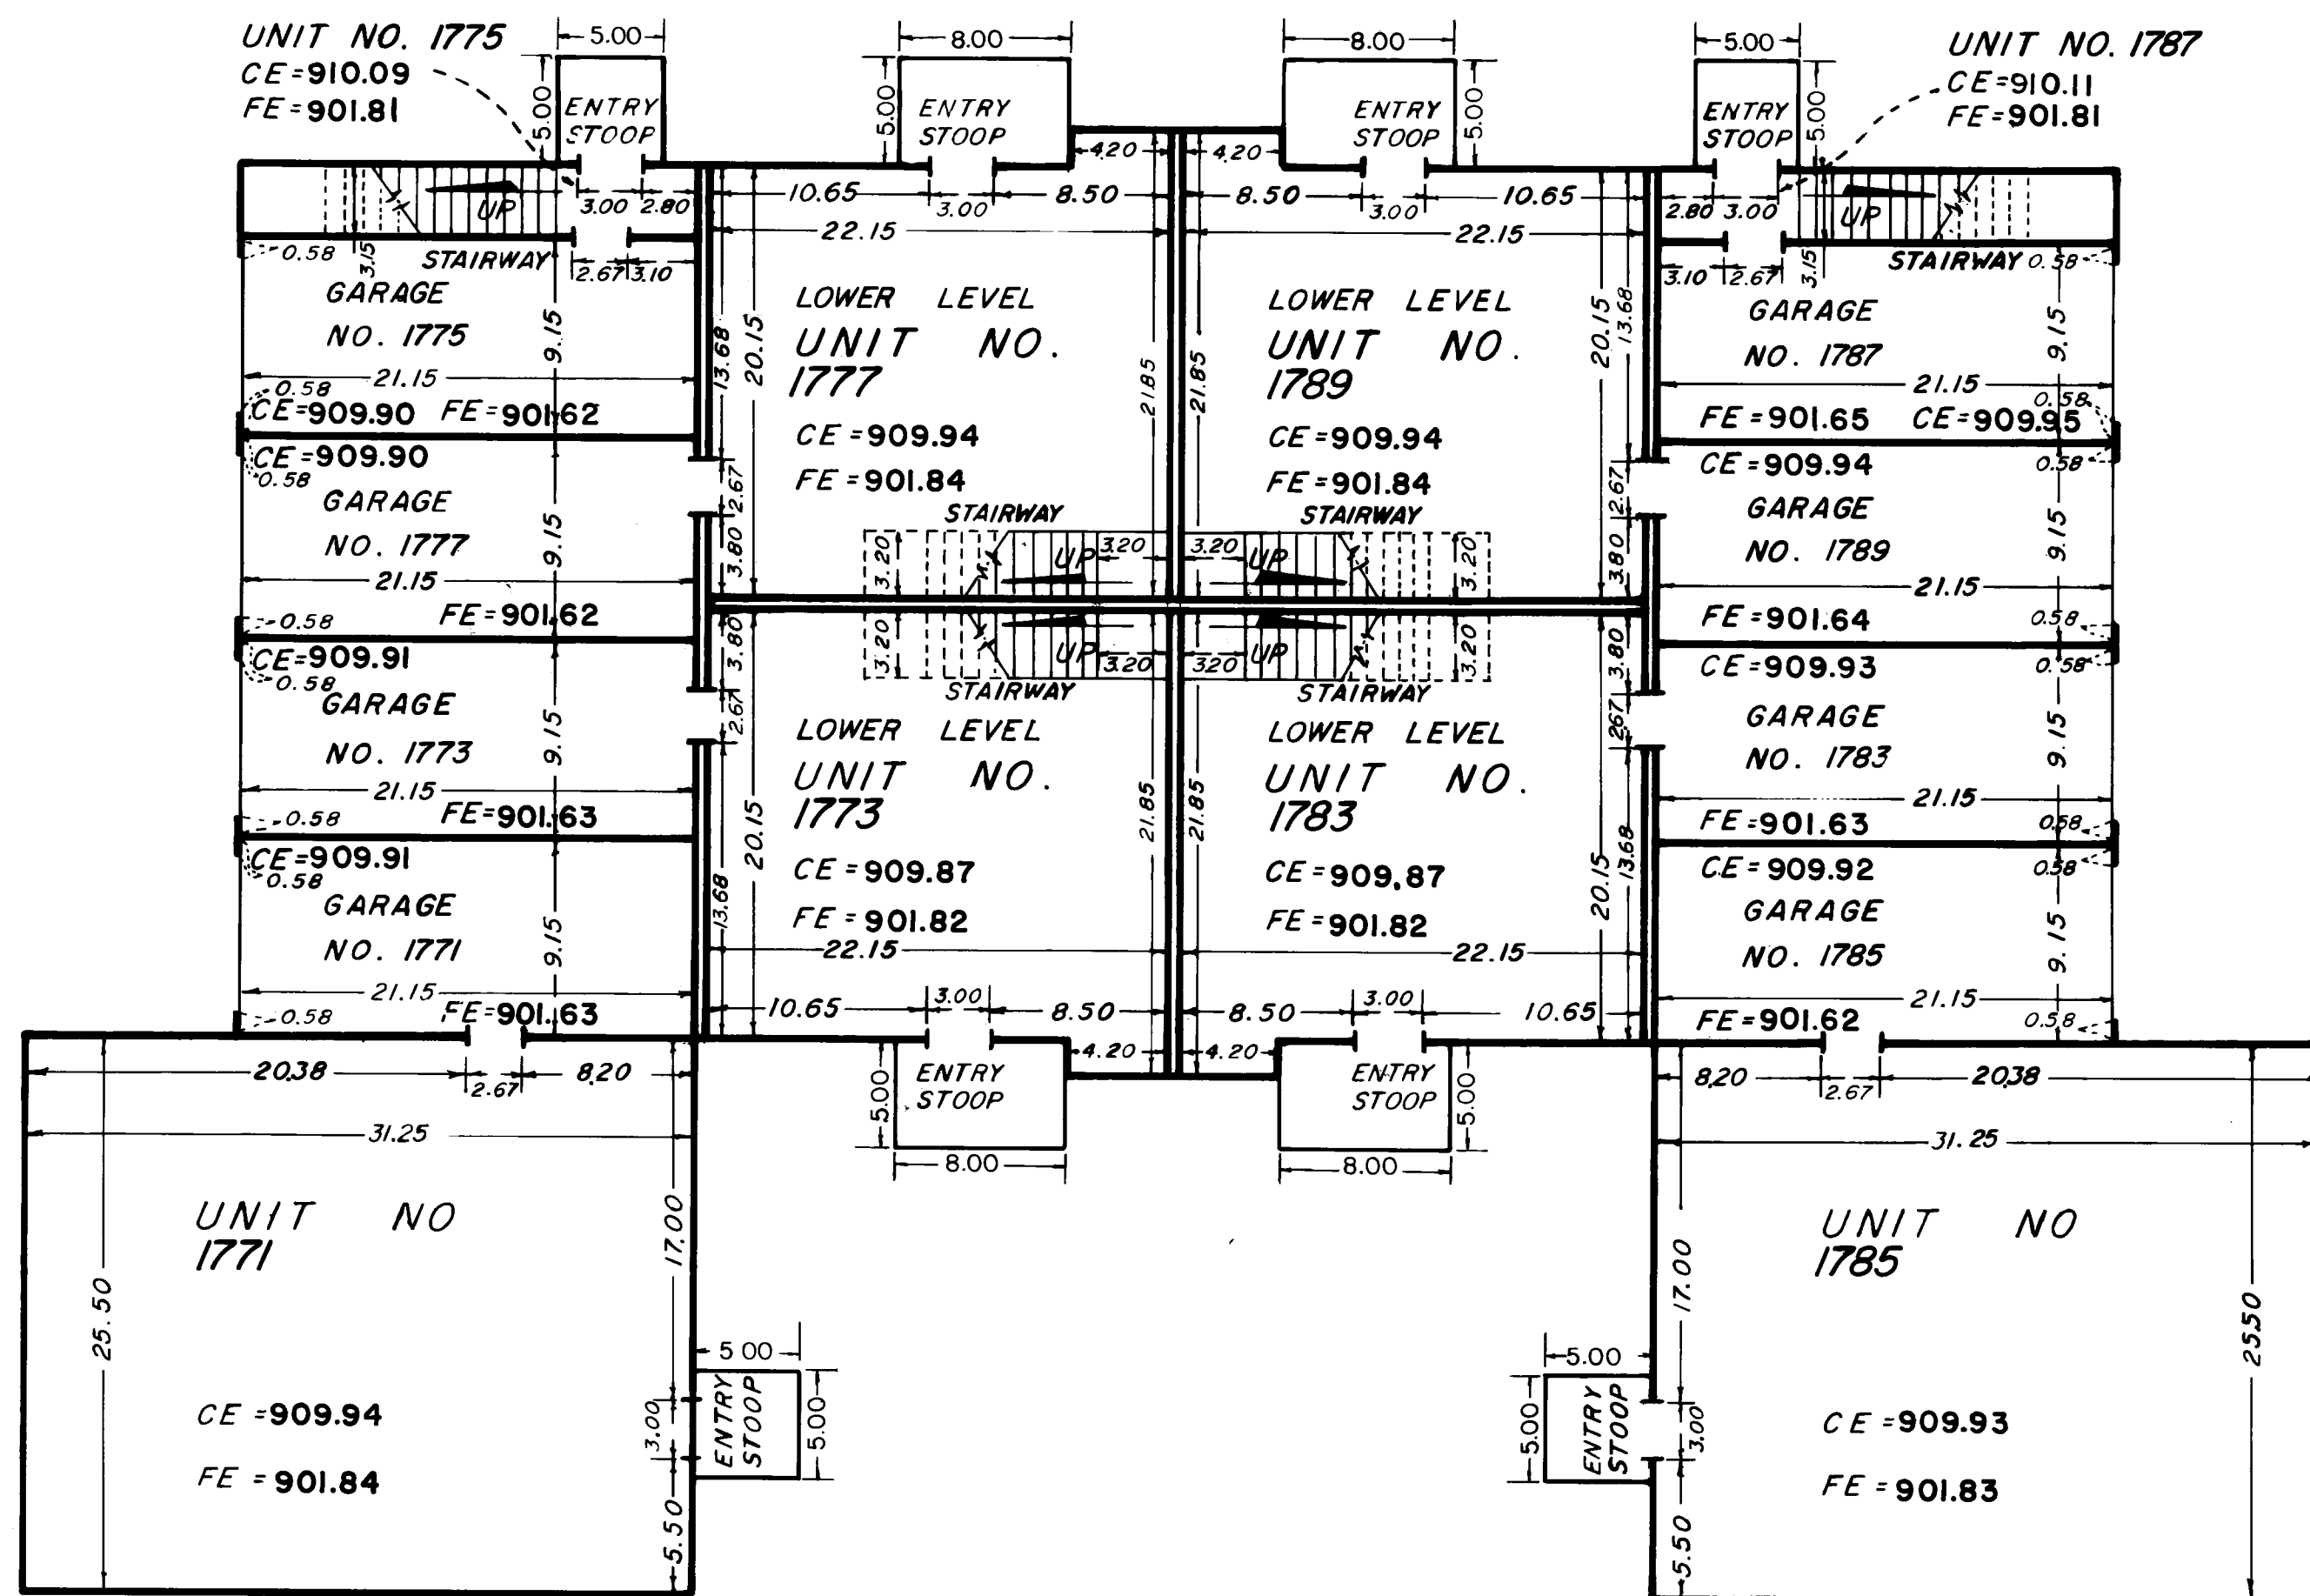 UNIT NO. 1775
CE=910.09
FE=901.81
5.00
5.00
ENTRY
STOOP
8.00
5.00
ENTRY
STOOP
8.00
5.00
ENTRY
STOOP
5.00
5.00
ENTRY
STOOP
UNIT NO. 1787
CE=910.11
FE=901.81
4.20
4.20
UP
3.00
2.80
10.65
3.00
8.50
8.50
3.00
10.65
2.80
3.00
UP
22.15
22.15
0.58
3.15
STAIRWAY
2.67
3.10
3.10
2.67
3.15
STAIRWAY
0.58
GARAGE
NO. 1775
9.15
21.15
0.58
CE=909.90
FE=901.62
13.68
20.15
LOWER LEVEL
UNIT NO.
1777
CE=909.94
FE=901.84
21.85
21.85
LOWER LEVEL
UNIT NO.
1789
CE=909.94
FE=901.84
20.15
13.68
GARAGE
NO. 1787
9.15
21.15
0.58
FE=901.65
CE=909.95
CE=909.90
0.58
GARAGE
NO. 1777
9.15
21.15
FE=901.62
0.58
2.67
3.80
STAIRWAY
3.20
UP
3.20
STAIRWAY
3.20
UP
3.20
2.67
3.80
CE=909.94
0.58
GARAGE
NO. 1789
9.15
21.15
FE=901.64
0.58
CE=909.91
0.58
GARAGE
NO. 1773
9.15
21.15
FE=901.63
0.58
3.80
2.67
3.20
UP
3.20
STAIRWAY
3.20
UP
3.20
STAIRWAY
3.80
2.67
CE=909.93
0.58
GARAGE
NO. 1783
9.15
21.15
FE=901.63
0.58
LOWER LEVEL
UNIT NO.
1773
CE=909.87
FE=901.82
20.15
13.68
21.85
22.15
LOWER LEVEL
UNIT NO.
1783
CE=909.87
FE=901.82
21.85
20.15
13.68
22.15
CE=909.91
0.58
GARAGE
NO. 1771
9.15
21.15
FE=901.63
0.58
CE=909.92
0.58
GARAGE
NO. 1785
9.15
21.15
FE=901.62
0.58
10.65
3.00
8.50
8.50
3.00
10.65
4.20
4.20
20.38
2.67
8.20
31.25
5.00
ENTRY
STOOP
8.00
ENTRY
STOOP
5.00
8.00
8.20
2.67
20.38
31.25
UNIT NO
1771
25.50
17.00
CE=909.94
FE=901.84
3.00
5.50
5.00
ENTRY
STOOP
5.00
5.00
5.00
ENTRY
STOOP
17.00
3.00
5.50
UNIT NO
1785
25.50
CE=909.93
FE=901.83